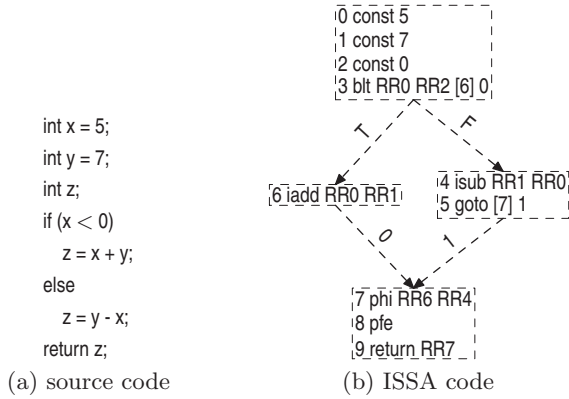 int x = 5;
int y = 7;
int z;
if (x < 0)
z = x + y;
else
z = y - x;
return z;
(a) source code
0 const 5
1 const 7
2 const 0
3 blt RR0 RR2 [6] 0
T
F
6 iadd RR0 RR1
4 isub RR1 RR0
5 goto [7] 1
0
1
7 phi RR6 RR4
8 pfe
9 return RR7
(b) ISSA code